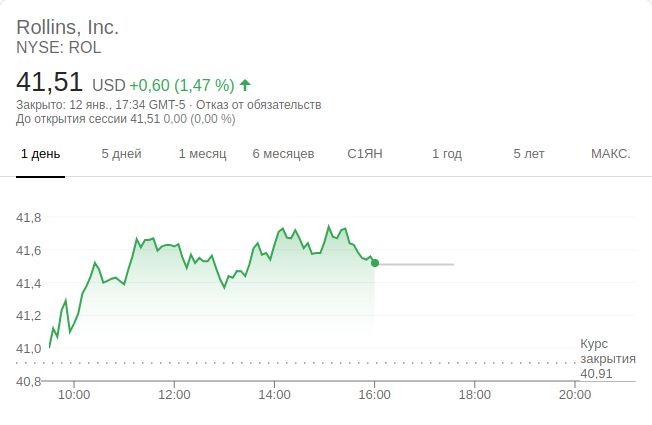 Rollins, Inc.
NYSE: ROL
41,51 USD +0,60 (1,47 %)
Закрыто: 12 янв., 17:34 GMT-5 · Отказ от обязательств
До открытия сессии 41,51 0,00 (0,00 %)
1 день 5 дней 1 месяц 6 месяцев С1ЯН 1 год 5 лет МАКС.
41,8
41,6
41,4
41,2
41,0
40,8
Курс
закрытия
40,91
10:00 12:00 14:00 16:00 18:00 20:00